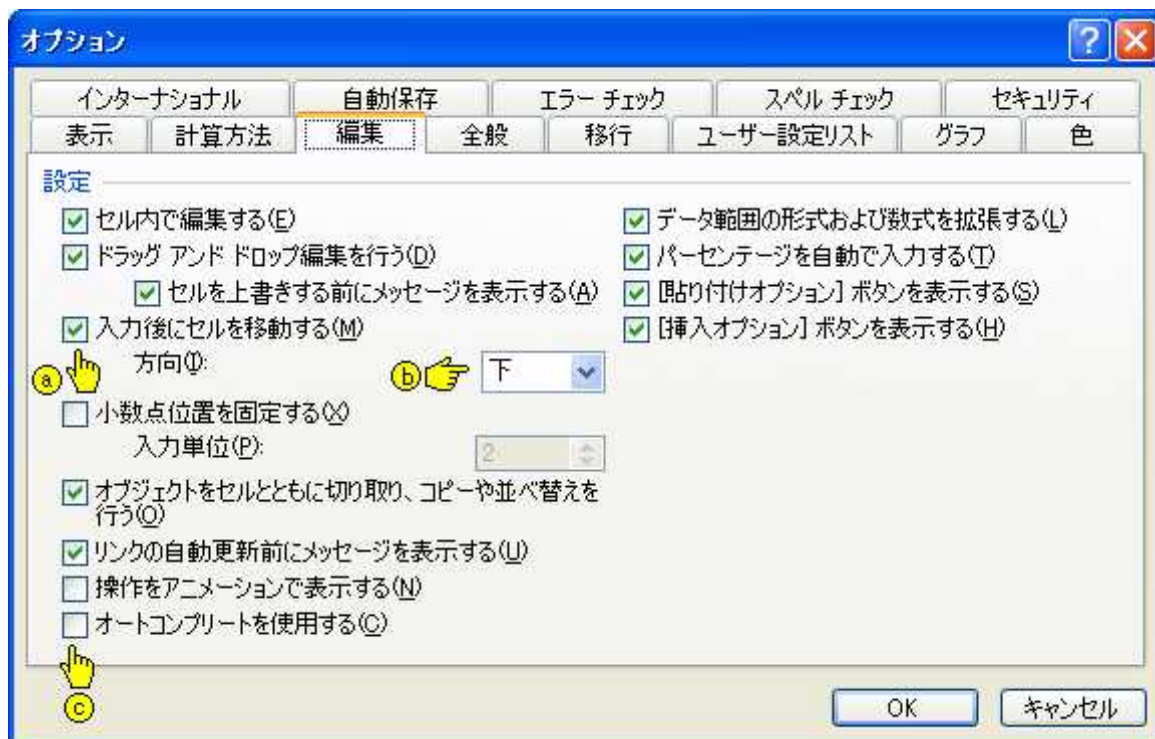 オプション
インターナショナル 自動保存 エラー チェック スペル チェック セキュリティ
表示 計算方法 編集 全般 移行 ユーザー設定リスト グラフ 色
設定
セル内で編集する(E)
ドラッグ アンド ドロップ編集を行う(D)
セルを上書きする前にメッセージを表示する(A)
入力後にセルを移動する(M)
方向(I):
下
a
b
小数点位置を固定する(X)
入力単位(P):
2
オブジェクトをセルとともに切り取り、コピーや並べ替えを
行う(O)
リンクの自動更新前にメッセージを表示する(U)
操作をアニメーションで表示する(N)
オートコンプリートを使用する(C)
c
データ範囲の形式および数式を拡張する(L)
パーセンテージを自動で入力する(T)
[貼り付けオプション] ボタンを表示する(S)
[挿入オプション] ボタンを表示する(H)
OK
キャンセル